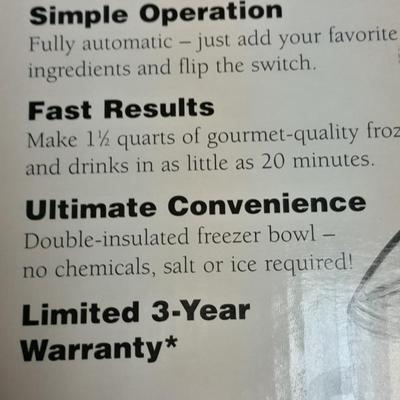 Simple Operation
Fully automatic – just add your favorite
ingredients and flip the switch.
Fast Results
Make 1½ quarts of gourmet-quality
and drinks in as little as 20 minutes.
Ultimate Convenience
Double-insulated freezer bowl –
no chemicals, salt or ice required!
Limited 3-Year
Warranty*